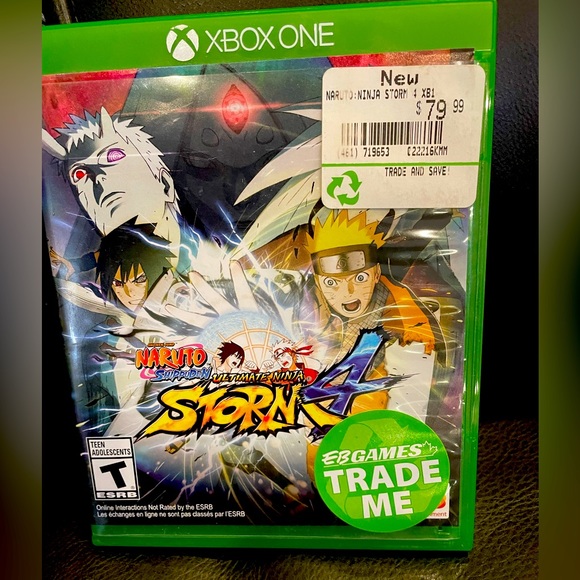 XBOX ONE
New
NARUTO:NINJA STORM 4 XB1
$79.99
(461) 719653 C22216KMM
TRADE AND SAVE!
NARUTO
SHIPPUDEN
ULTIMATE NINJA
STORM 4
TEEN
ADOLESCENTS
T
ESRB
Online Interactions Not Rated by the ESRB
Les échanges en ligne ne sont pas classés par l'ESRB
EB GAMES
TRADE
ME